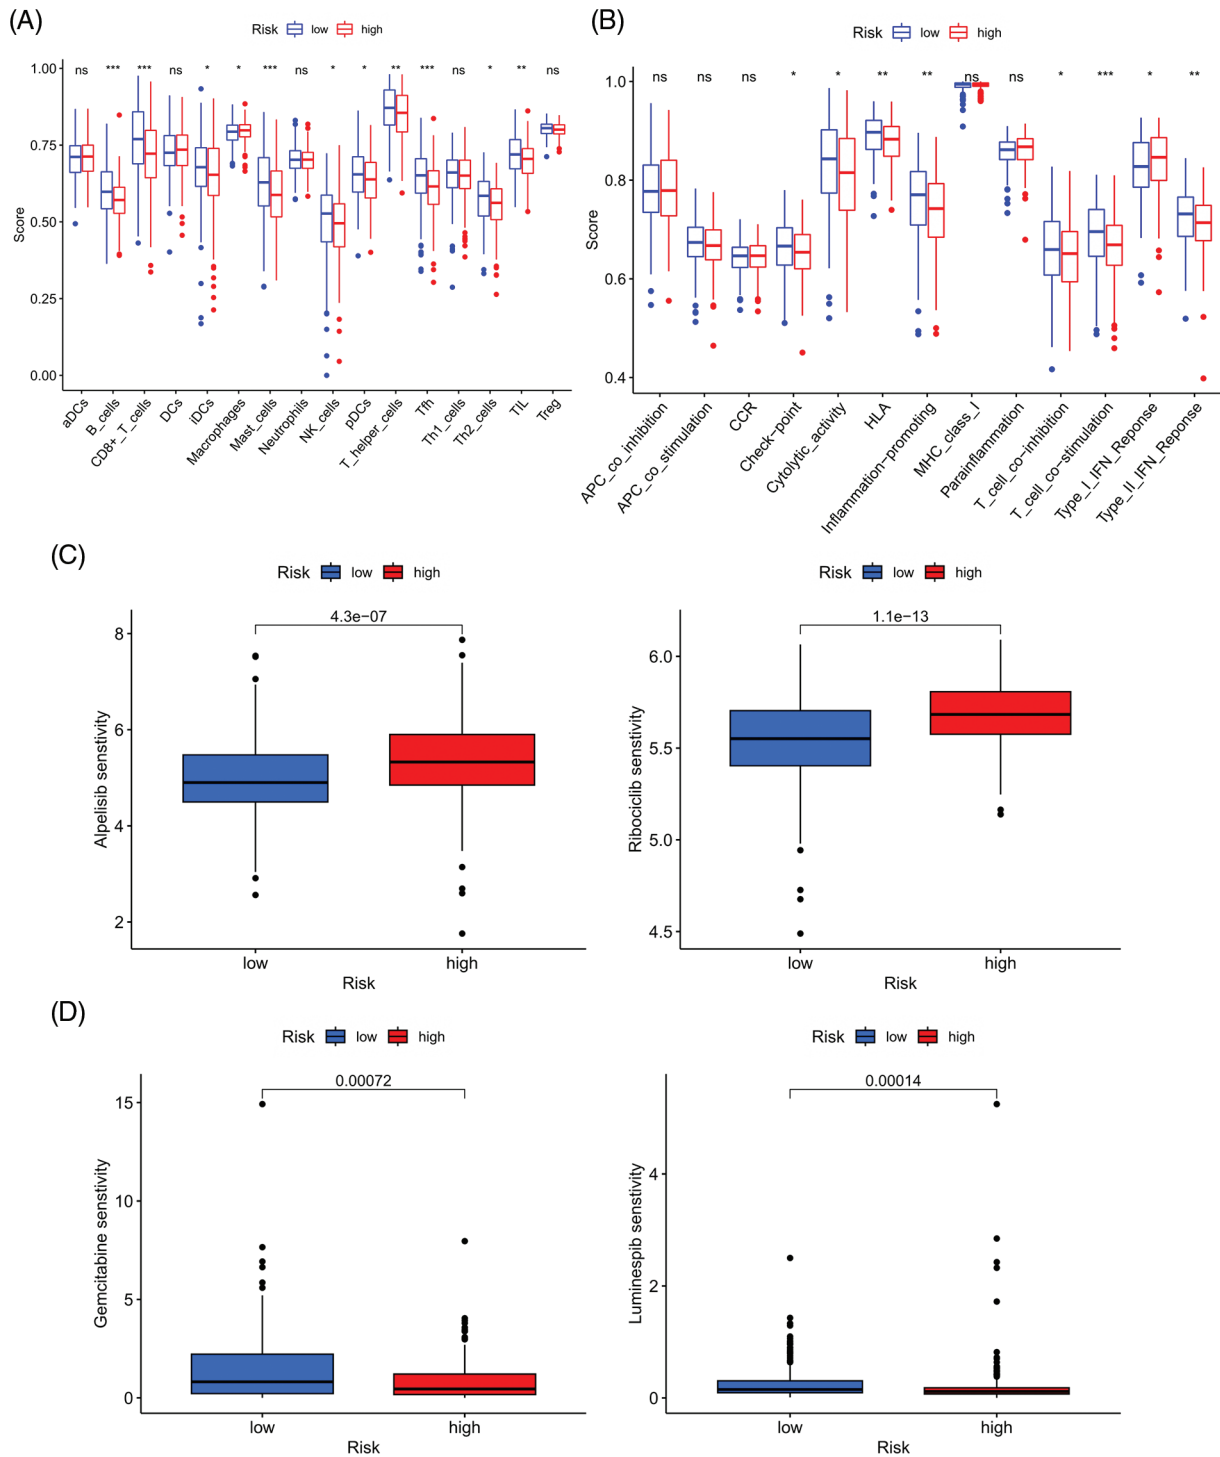 (A)
Risk low high
1.00
0.75
0.50
0.25
0.00
Score
ns *** *** ns * * *** ns * * ** *** ns * ** ns
aDCs
B_cells
CD8+_T_cells
DCs
iDCs
Macrophages
Mast_cells
Neutrophils
NK_cells
pDCs
T_helper_cells
Tfh
Th1_cells
Th2_cells
TIL
Treg
(B)
Risk low high
1.0
0.8
0.6
0.4
Score
ns ns ns * * ** ** ns ns * *** * **
APC_co_inhibition
APC_co_stimulation
CCR
Check−point
Cytolytic_activity
HLA
Inflammation−promoting
MHC_class_I
Parainflammation
T_cell_co−inhibition
T_cell_co−stimulation
Type_I_IFN_Reponse
Type_II_IFN_Reponse
(C)
Risk low high
4.3e−07
8
6
4
2
Alpelisib senstivity
low high
Risk
Risk low high
1.1e−13
6.0
5.5
5.0
4.5
Ribociclib senstivity
low high
Risk
(D)
Risk low high
0.00072
15
10
5
0
Gemcitabine senstivity
low high
Risk
Risk low high
0.00014
4
2
0
Luminespib senstivity
low high
Risk